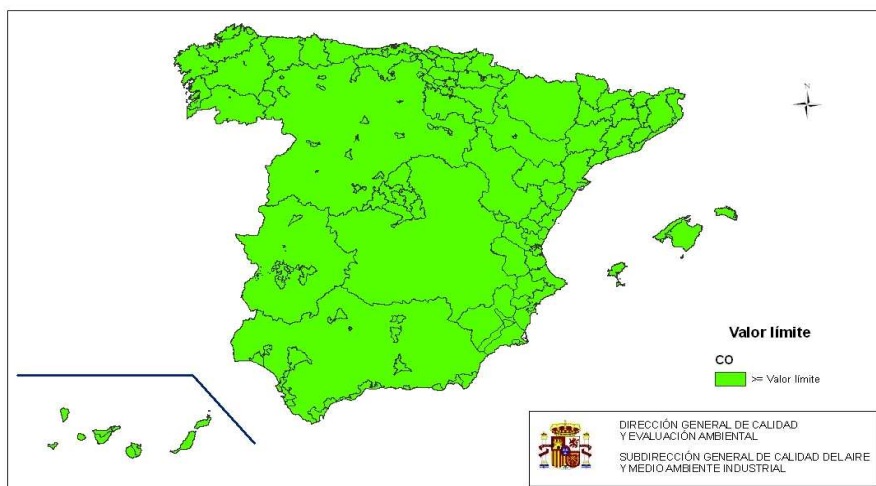 N
Valor límite
CO
>= Valor límite
DIRECCIÓN GENERAL DE CALIDAD
Y EVALUACIÓN AMBIENTAL
SUBDIRECCIÓN GENERAL DE CALIDAD DEL AIRE
Y MEDIO AMBIENTE INDUSTRIAL